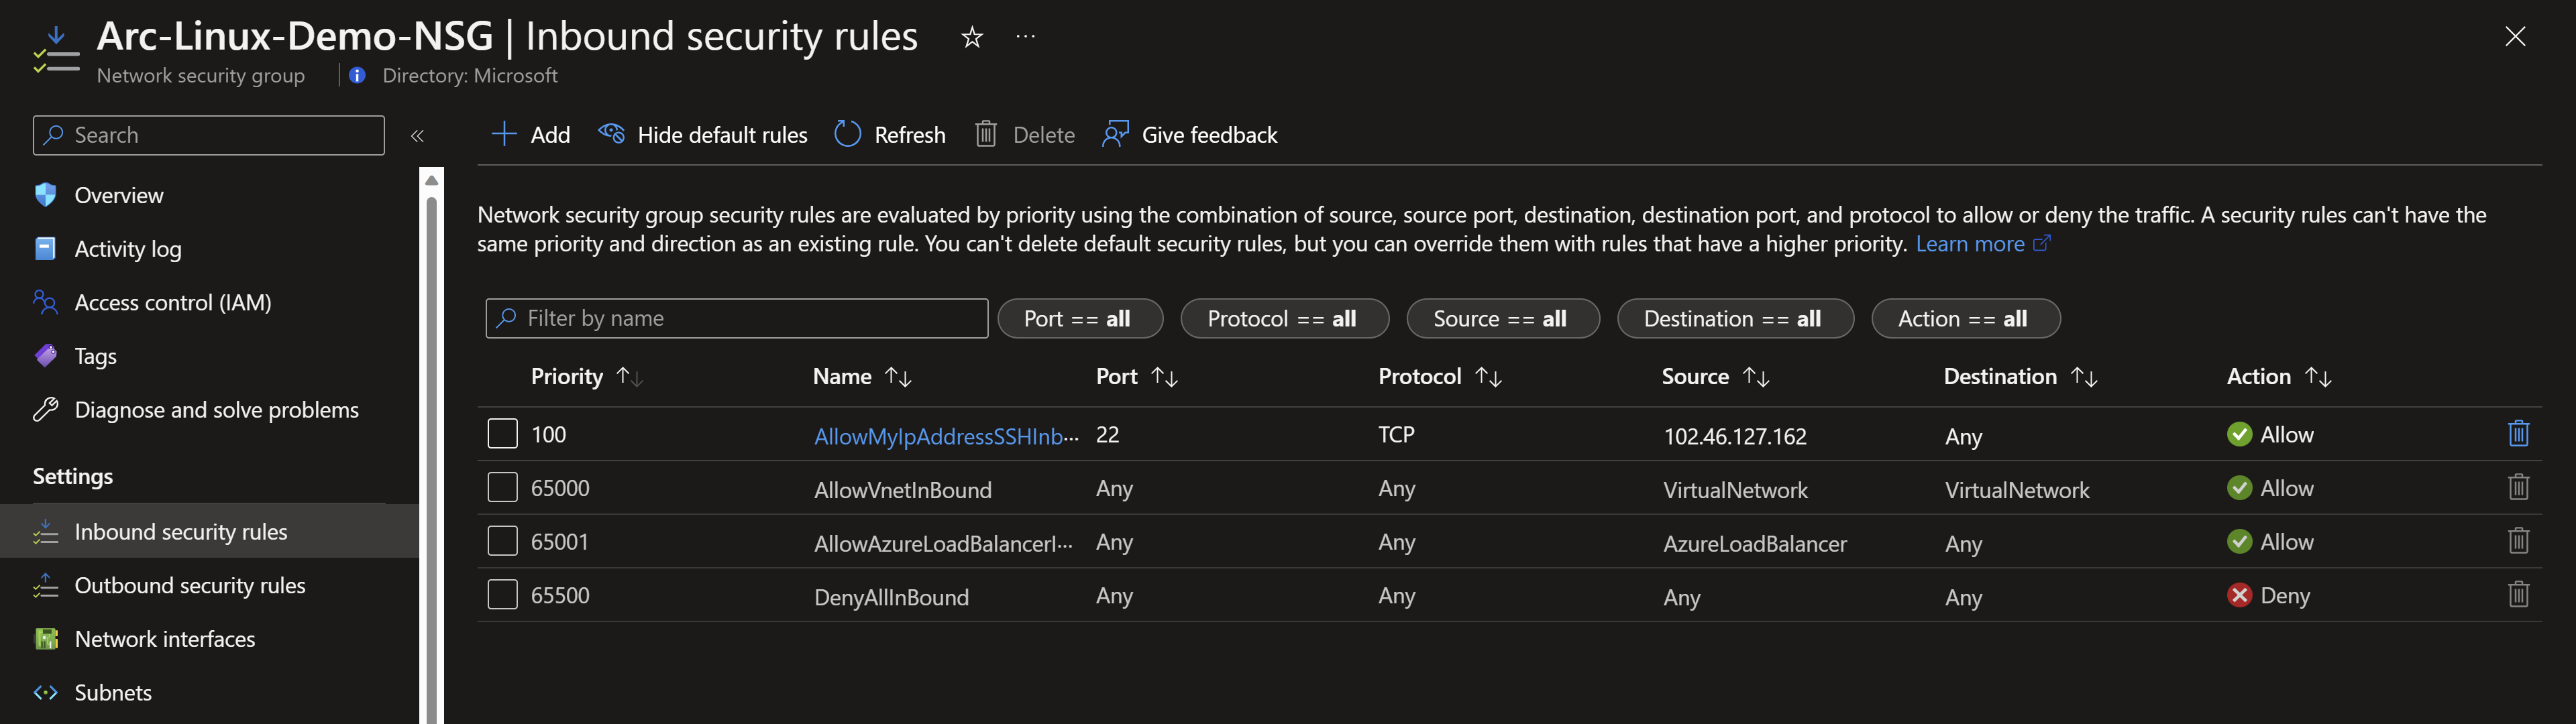 Arc-Linux-Demo-NSG | Inbound security rules
Network security group
Directory: Microsoft
Search
Overview
Activity log
Access control (IAM)
Tags
Diagnose and solve problems
Settings
Inbound security rules
Outbound security rules
Network interfaces
Subnets
Add Hide default rules Refresh Delete Give feedback
Network security group security rules are evaluated by priority using the combination of source, source port, destination, destination port, and protocol to allow or deny the traffic. A security rules can't have the
same priority and direction as an existing rule. You can't delete default security rules, but you can override them with rules that have a higher priority. Learn more
Filter by name Port == all Protocol == all Source == all Destination == all Action == all
Priority Name Port Protocol Source Destination Action
100 AllowMyIpAddressSSHInb··· 22 TCP 102.46.127.162 Any Allow
65000 AllowVnetInBound Any Any VirtualNetwork VirtualNetwork Allow
65001 AllowAzureLoadBalancerI··· Any Any AzureLoadBalancer Any Allow
65500 DenyAllInBound Any Any Any Any Deny